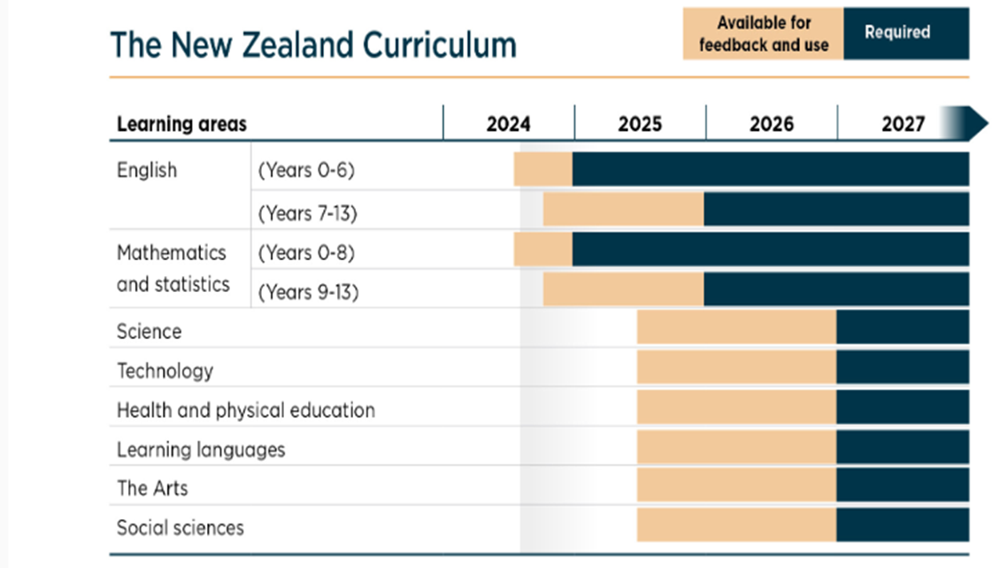 The New Zealand Curriculum
Available for
feedback and use
Required
Learning areas 2024 2025 2026 2027
English (Years 0-6)
(Years 7-13)
Mathematics
and statistics
(Years 0-8)
(Years 9-13)
Science
Technology
Health and physical education
Learning languages
The Arts
Social sciences